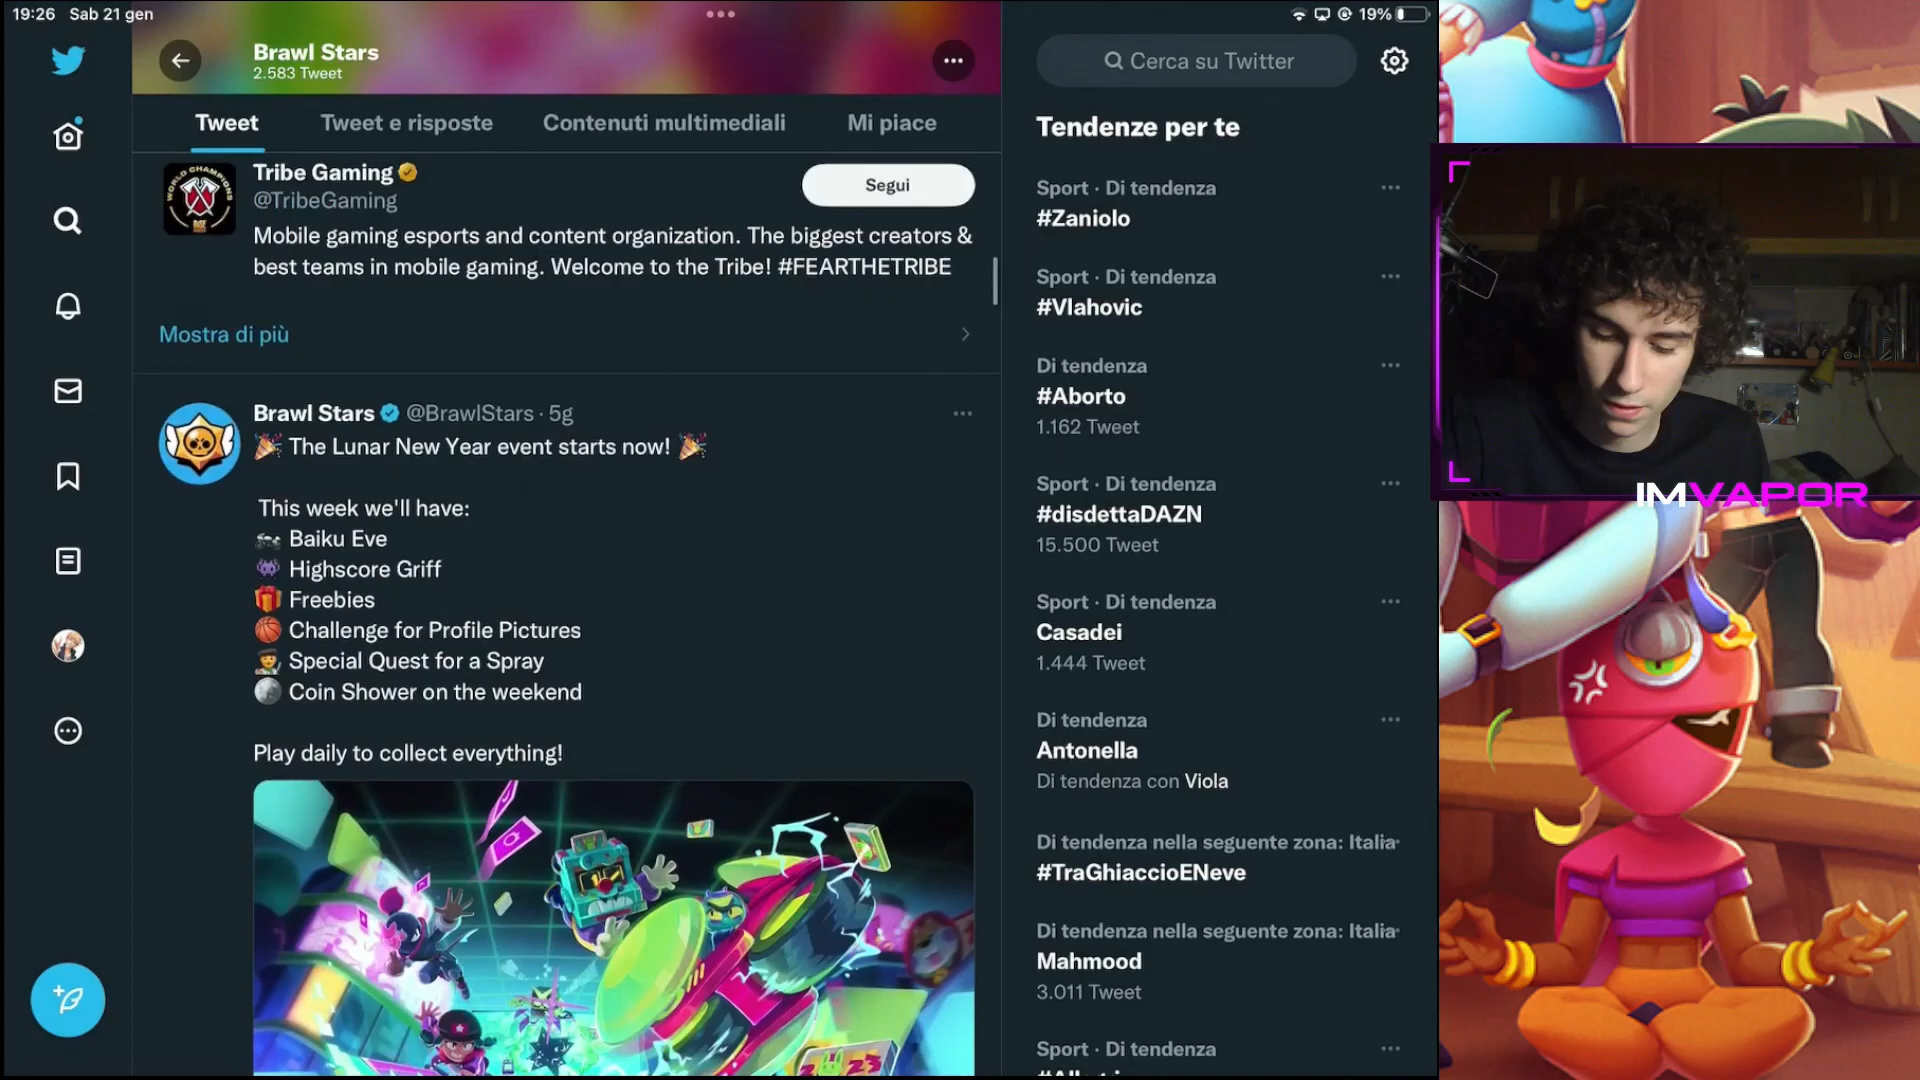 19:26 Sab 21 gen
19%
Brawl Stars
2.583 Tweet
Tweet
Tweet e risposte
Contenuti multimediali
Mi piace
WORLD CHAMPIONS
Tribe Gaming
@TribeGaming
Segui
Mobile gaming esports and content organization. The biggest creators &
best teams in mobile gaming. Welcome to the Tribe! #FEARTHETRIBE
Mostra di più
Brawl Stars @BrawlStars · 5g
🎉 The Lunar New Year event starts now! 🎉
This week we'll have:
🏍 Baiku Eve
👾 Highscore Griff
🎁 Freebies
🏀 Challenge for Profile Pictures
Special Quest for a Spray
🌕 Coin Shower on the weekend
Play daily to collect everything!
Cerca su Twitter
Tendenze per te
Sport · Di tendenza
#Zaniolo
Sport · Di tendenza
#Vlahovic
Di tendenza
#Aborto
1.162 Tweet
Sport · Di tendenza
#disdettaDAZN
15.500 Tweet
Sport · Di tendenza
Casadei
1.444 Tweet
Di tendenza
Antonella
Di tendenza con Viola
Di tendenza nella seguente zona: Italia
#TraGhiaccioENeve
Di tendenza nella seguente zona: Italia
Mahmood
3.011 Tweet
Sport · Di tendenza
IMVAPOR